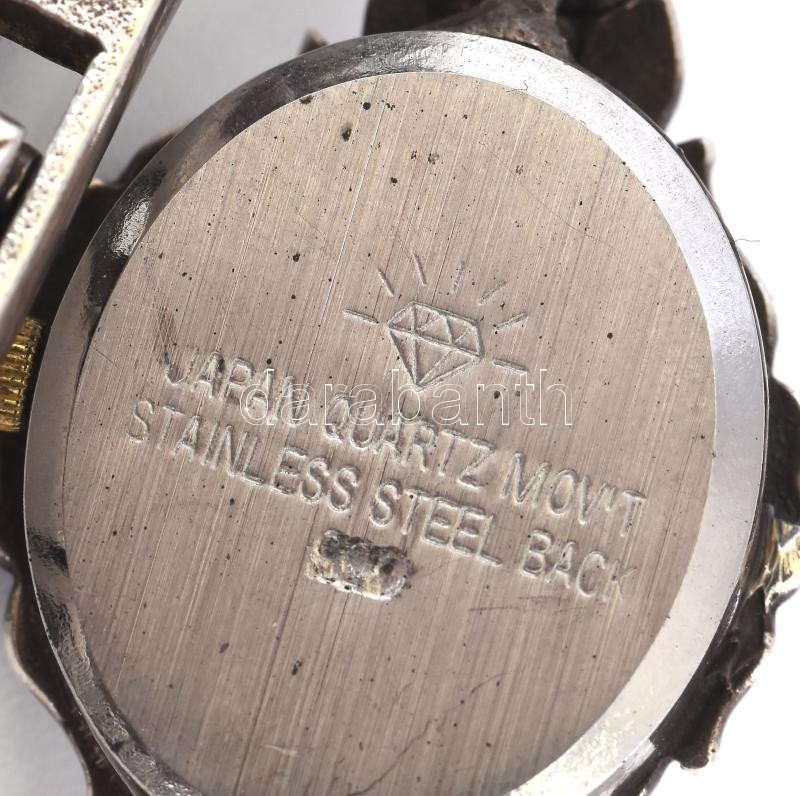 JAPAN QUARTZ MOV'T
STAINLESS STEEL BACK
darabanth